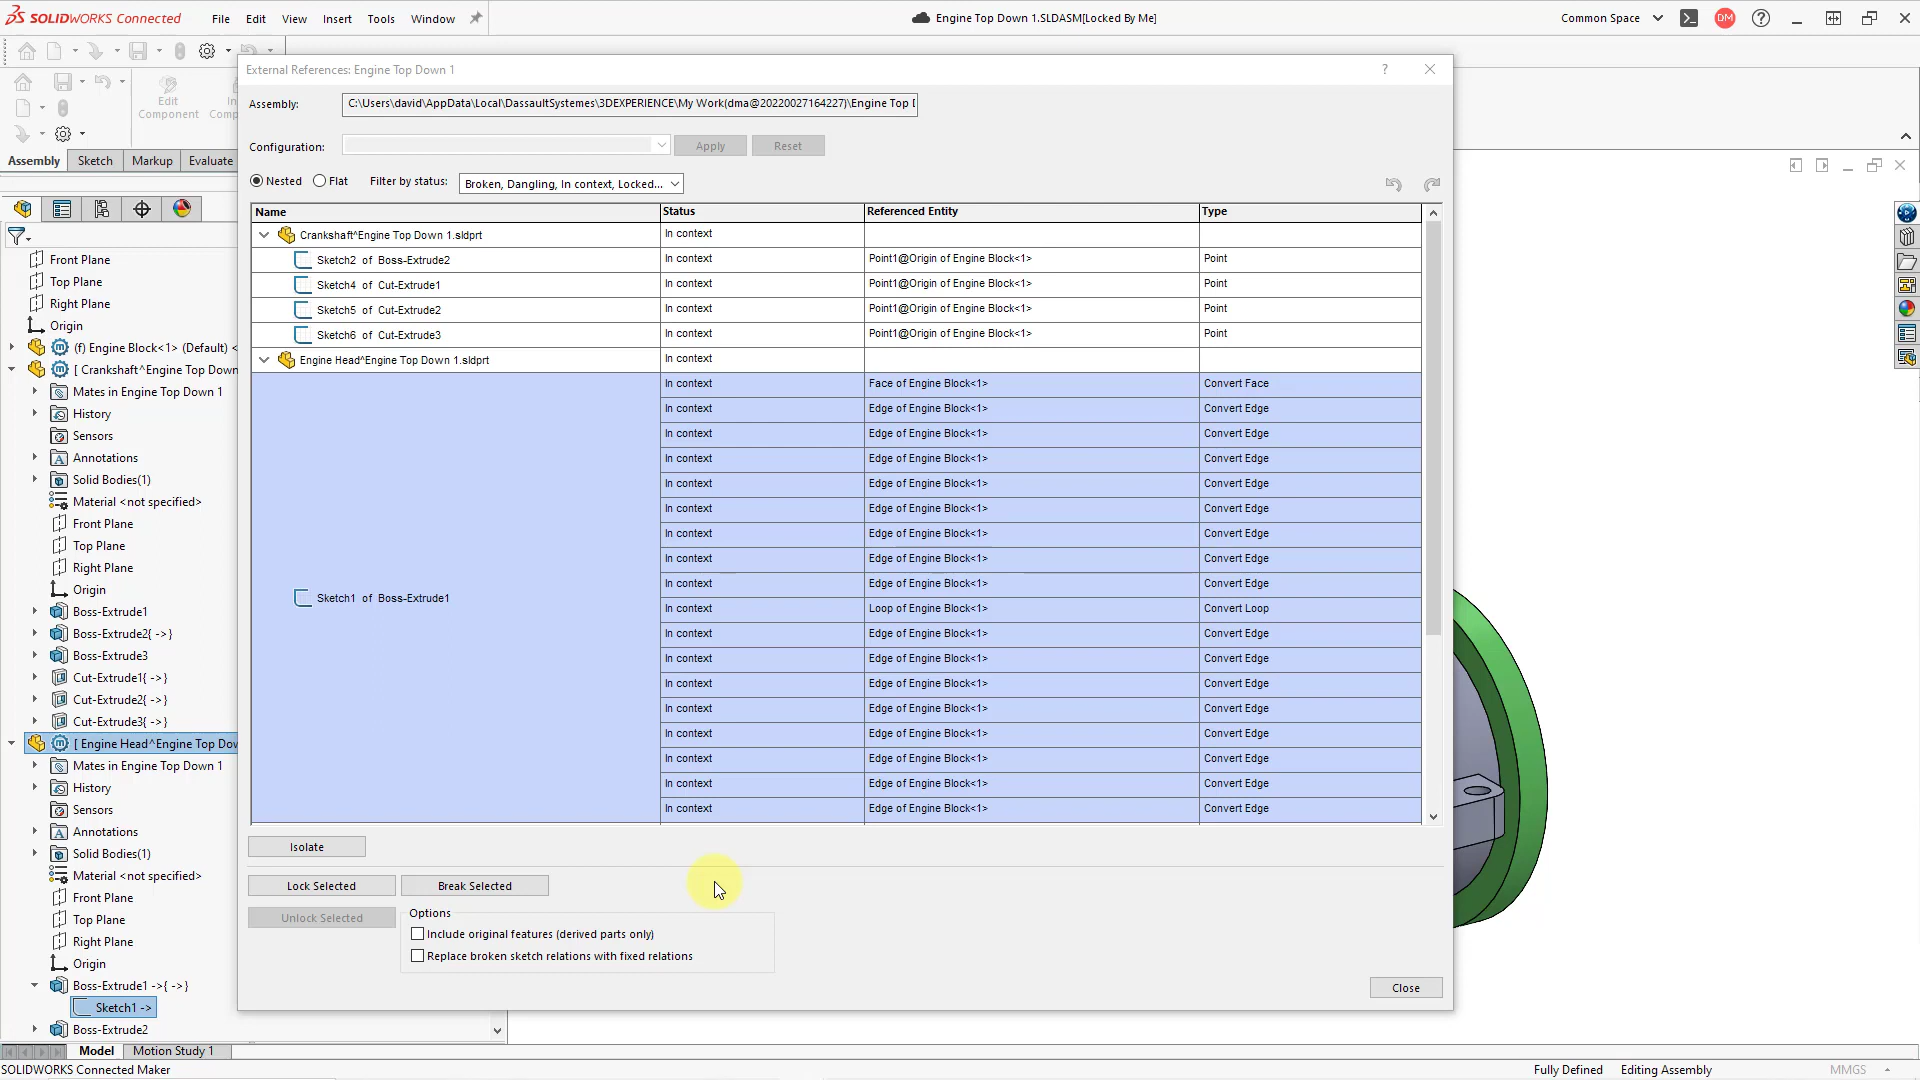 SOLIDWORKS Connected
File Edit View Insert Tools Window
Engine Top Down 1.SLDASM[Locked By Me]
Common Space
DM
Edit
Component
In
Comp
Assembly Sketch Markup Evaluate
External References: Engine Top Down 1
Assembly: C:\Users\david\AppData\Local\DassaultSystemes\3DEXPERIENCE\My Work(dma@20220027164227)\Engine Top D
Configuration: Apply Reset
Nested Flat Filter by status: Broken, Dangling, In context, Locked...
Name Status Referenced Entity Type
Crankshaft^Engine Top Down 1.sldprt In context
Sketch2 of Boss-Extrude2 In context Point1@Origin of Engine Block<1> Point
Sketch4 of Cut-Extrude1 In context Point1@Origin of Engine Block<1> Point
Sketch5 of Cut-Extrude2 In context Point1@Origin of Engine Block<1> Point
Sketch6 of Cut-Extrude3 In context Point1@Origin of Engine Block<1> Point
Engine Head^Engine Top Down 1.sldprt In context
In context Face of Engine Block<1> Convert Face
In context Edge of Engine Block<1> Convert Edge
In context Edge of Engine Block<1> Convert Edge
In context Edge of Engine Block<1> Convert Edge
In context Edge of Engine Block<1> Convert Edge
In context Edge of Engine Block<1> Convert Edge
In context Edge of Engine Block<1> Convert Edge
In context Edge of Engine Block<1> Convert Edge
In context Edge of Engine Block<1> Convert Edge
Sketch1 of Boss-Extrude1
In context Loop of Engine Block<1> Convert Loop
In context Edge of Engine Block<1> Convert Edge
In context Edge of Engine Block<1> Convert Edge
In context Edge of Engine Block<1> Convert Edge
In context Edge of Engine Block<1> Convert Edge
In context Edge of Engine Block<1> Convert Edge
In context Edge of Engine Block<1> Convert Edge
In context Edge of Engine Block<1> Convert Edge
In context Edge of Engine Block<1> Convert Edge
Isolate
Lock Selected Break Selected
Unlock Selected
Options
Include original features (derived parts only)
Replace broken sketch relations with fixed relations
Close
Front Plane
Top Plane
Right Plane
Origin
(f) Engine Block<1> (Default) <
[ Crankshaft^Engine Top Down
Mates in Engine Top Down 1
History
Sensors
Annotations
Solid Bodies(1)
Material <not specified>
Front Plane
Top Plane
Right Plane
Origin
Boss-Extrude1
Boss-Extrude2{ ->}
Boss-Extrude3
Cut-Extrude1{ ->}
Cut-Extrude2{ ->}
Cut-Extrude3{ ->}
[ Engine Head^Engine Top Dow
Mates in Engine Top Down 1
History
Sensors
Annotations
Solid Bodies(1)
Material <not specified>
Front Plane
Top Plane
Right Plane
Origin
Boss-Extrude1 ->{ ->}
Sketch1 ->
Boss-Extrude2
Model Motion Study 1
SOLIDWORKS Connected Maker
Fully Defined Editing Assembly MMGS